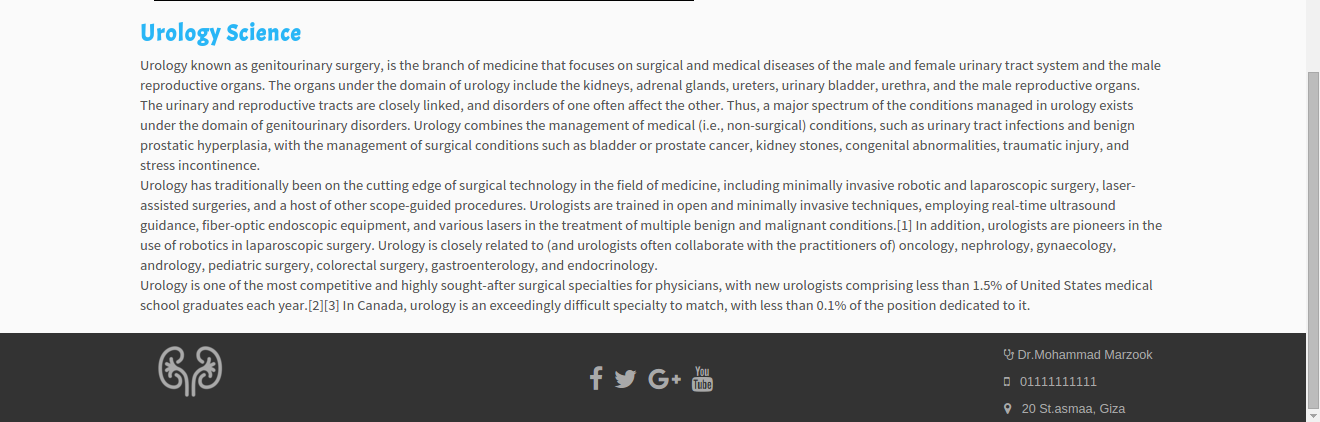 Urology Science
Urology known as genitourinary surgery, is the branch of medicine that focuses on surgical and medical diseases of the male and female urinary tract system and the male
reproductive organs. The organs under the domain of urology include the kidneys, adrenal glands, ureters, urinary bladder, urethra, and the male reproductive organs.
The urinary and reproductive tracts are closely linked, and disorders of one often affect the other. Thus, a major spectrum of the conditions managed in urology exists
under the domain of genitourinary disorders. Urology combines the management of medical (i.e., non-surgical) conditions, such as urinary tract infections and benign
prostatic hyperplasia, with the management of surgical conditions such as bladder or prostate cancer, kidney stones, congenital abnormalities, traumatic injury, and
stress incontinence.
Urology has traditionally been on the cutting edge of surgical technology in the field of medicine, including minimally invasive robotic and laparoscopic surgery, laser-
assisted surgeries, and a host of other scope-guided procedures. Urologists are trained in open and minimally invasive techniques, employing real-time ultrasound
guidance, fiber-optic endoscopic equipment, and various lasers in the treatment of multiple benign and malignant conditions.[1] In addition, urologists are pioneers in the
use of robotics in laparoscopic surgery. Urology is closely related to (and urologists often collaborate with the practitioners of) oncology, nephrology, gynaecology,
andrology, pediatric surgery, colorectal surgery, gastroenterology, and endocrinology.
Urology is one of the most competitive and highly sought-after surgical specialties for physicians, with new urologists comprising less than 1.5% of United States medical
school graduates each year.[2][3] In Canada, urology is an exceedingly difficult specialty to match, with less than 0.1% of the position dedicated to it.
You
Tube
Dr.Mohammad Marzook
01111111111
20 St.asmaa, Giza